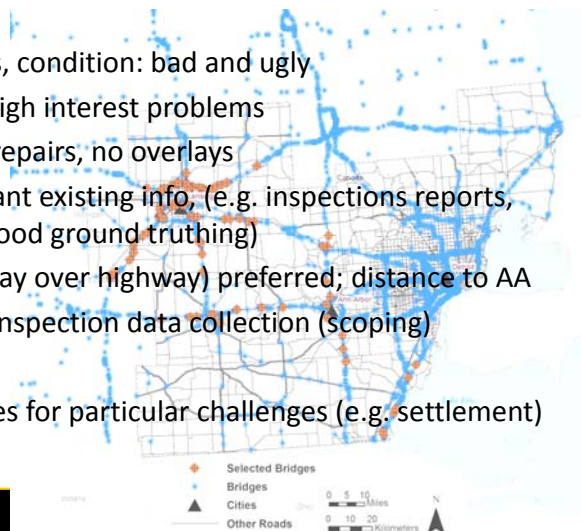 s, condition: bad and ugly
igh interest problems
repairs, no overlays
ant existing info, (e.g. inspections reports,
ood ground truthing)
ay over highway) preferred; distance to AA
nspection data collection (scoping)
es for particular challenges (e.g. settlement)
Ann Arbor
Selected Bridges
Bridges
Cities
Other Roads
0 5 10
Miles
0 10 20
Kilometers
N